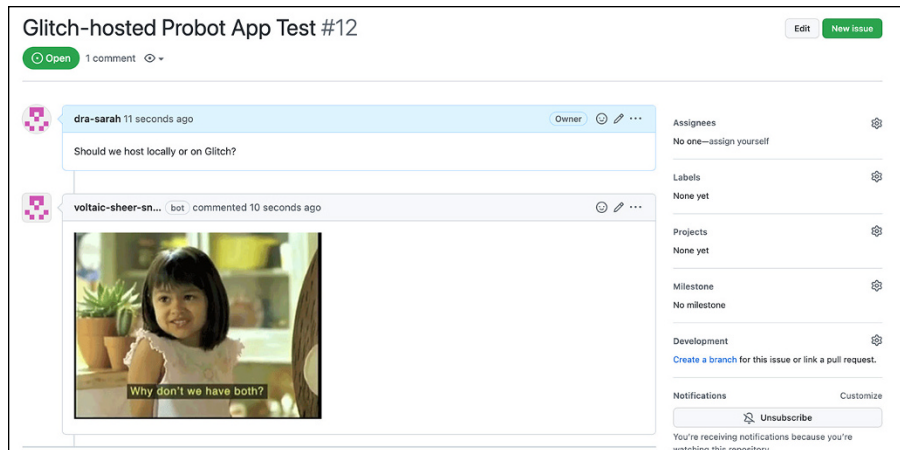 Glitch-hosted Probot App Test #12
Edit
New issue
Open
1 comment
dra-sarah 11 seconds ago
Owner
Should we host locally or on Glitch?
voltaic-sheer-sn... bot commented 10 seconds ago
Why don't we have both?
Assignees
No one—assign yourself
Labels
None yet
Projects
None yet
Milestone
No milestone
Development
Create a branch for this issue or link a pull request.
Notifications
Customize
Unsubscribe
You're receiving notifications because you're
watching this repository.